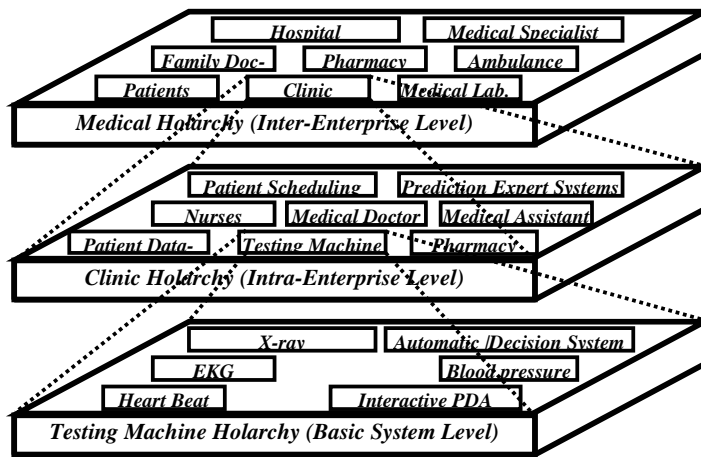 Hospital Medical Specialist
Family Doc- Pharmacy Ambulance
Patients Clinic Medical Lab.
Medical Holarchy (Inter-Enterprise Level)
Patient Scheduling Prediction Expert Systems
Nurses Medical Doctor Medical Assistant
Patient Data- Testing Machine Pharmacy
Clinic Holarchy (Intra-Enterprise Level)
X-ray Automatic /Decision System
EKG Blood pressure
Heart Beat Interactive PDA
Testing Machine Holarchy (Basic System Level)